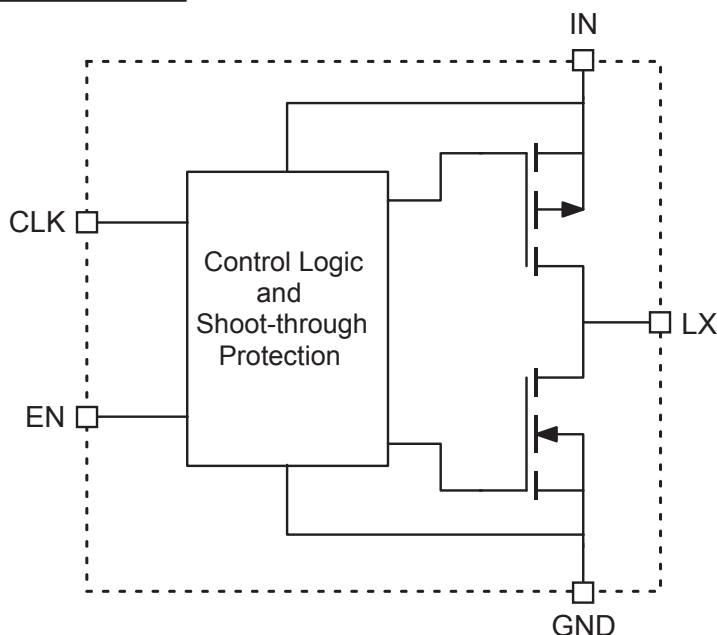 IN
CLK
Control Logic
and
Shoot-through
Protection
LX
EN
GND